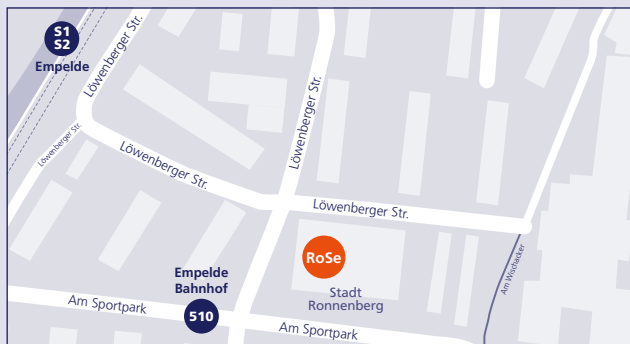 S1
S2
Empelde
Löwenberger Str.
Löwenberger Str.
Löwenberger Str.
Löwenberger Str.
Löwenberger Str.
RoSe
Stadt
Ronnenberg
Am Wischacker
Empelde
Bahnhof
510
Am Sportpark
Am Sportpark